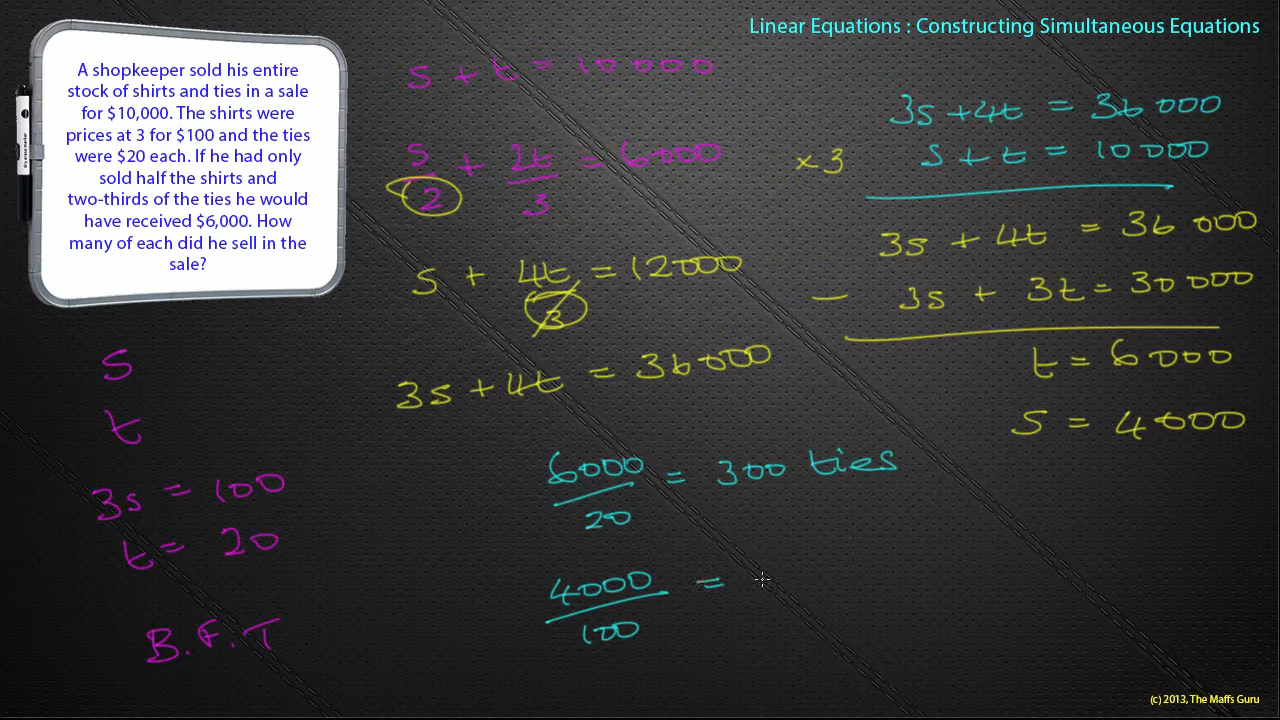 Linear Equations : Constructing Simultaneous Equations
A shopkeeper sold his entire
stock of shirts and ties in a sale
for $10,000. The shirts were
prices at 3 for $100 and the ties
were $20 each. If he had only
sold half the shirts and
two-thirds of the ties he would
have received $6,000. How
many of each did he sell in the
sale?
s
t
3s = 100
t = 20
B.F.T
s + t = 10000
s/2 + 2t/3 = 6000
s + 4t/3 = 12000
3s + 4t = 36000
3s + 4t = 36000
×3 s + t = 10000
3s + 4t = 36000
– 3s + 3t = 30000
t = 6000
s = 4000
6000/20 = 300 ties
4000/100 =
(c) 2013, The Maffs Guru